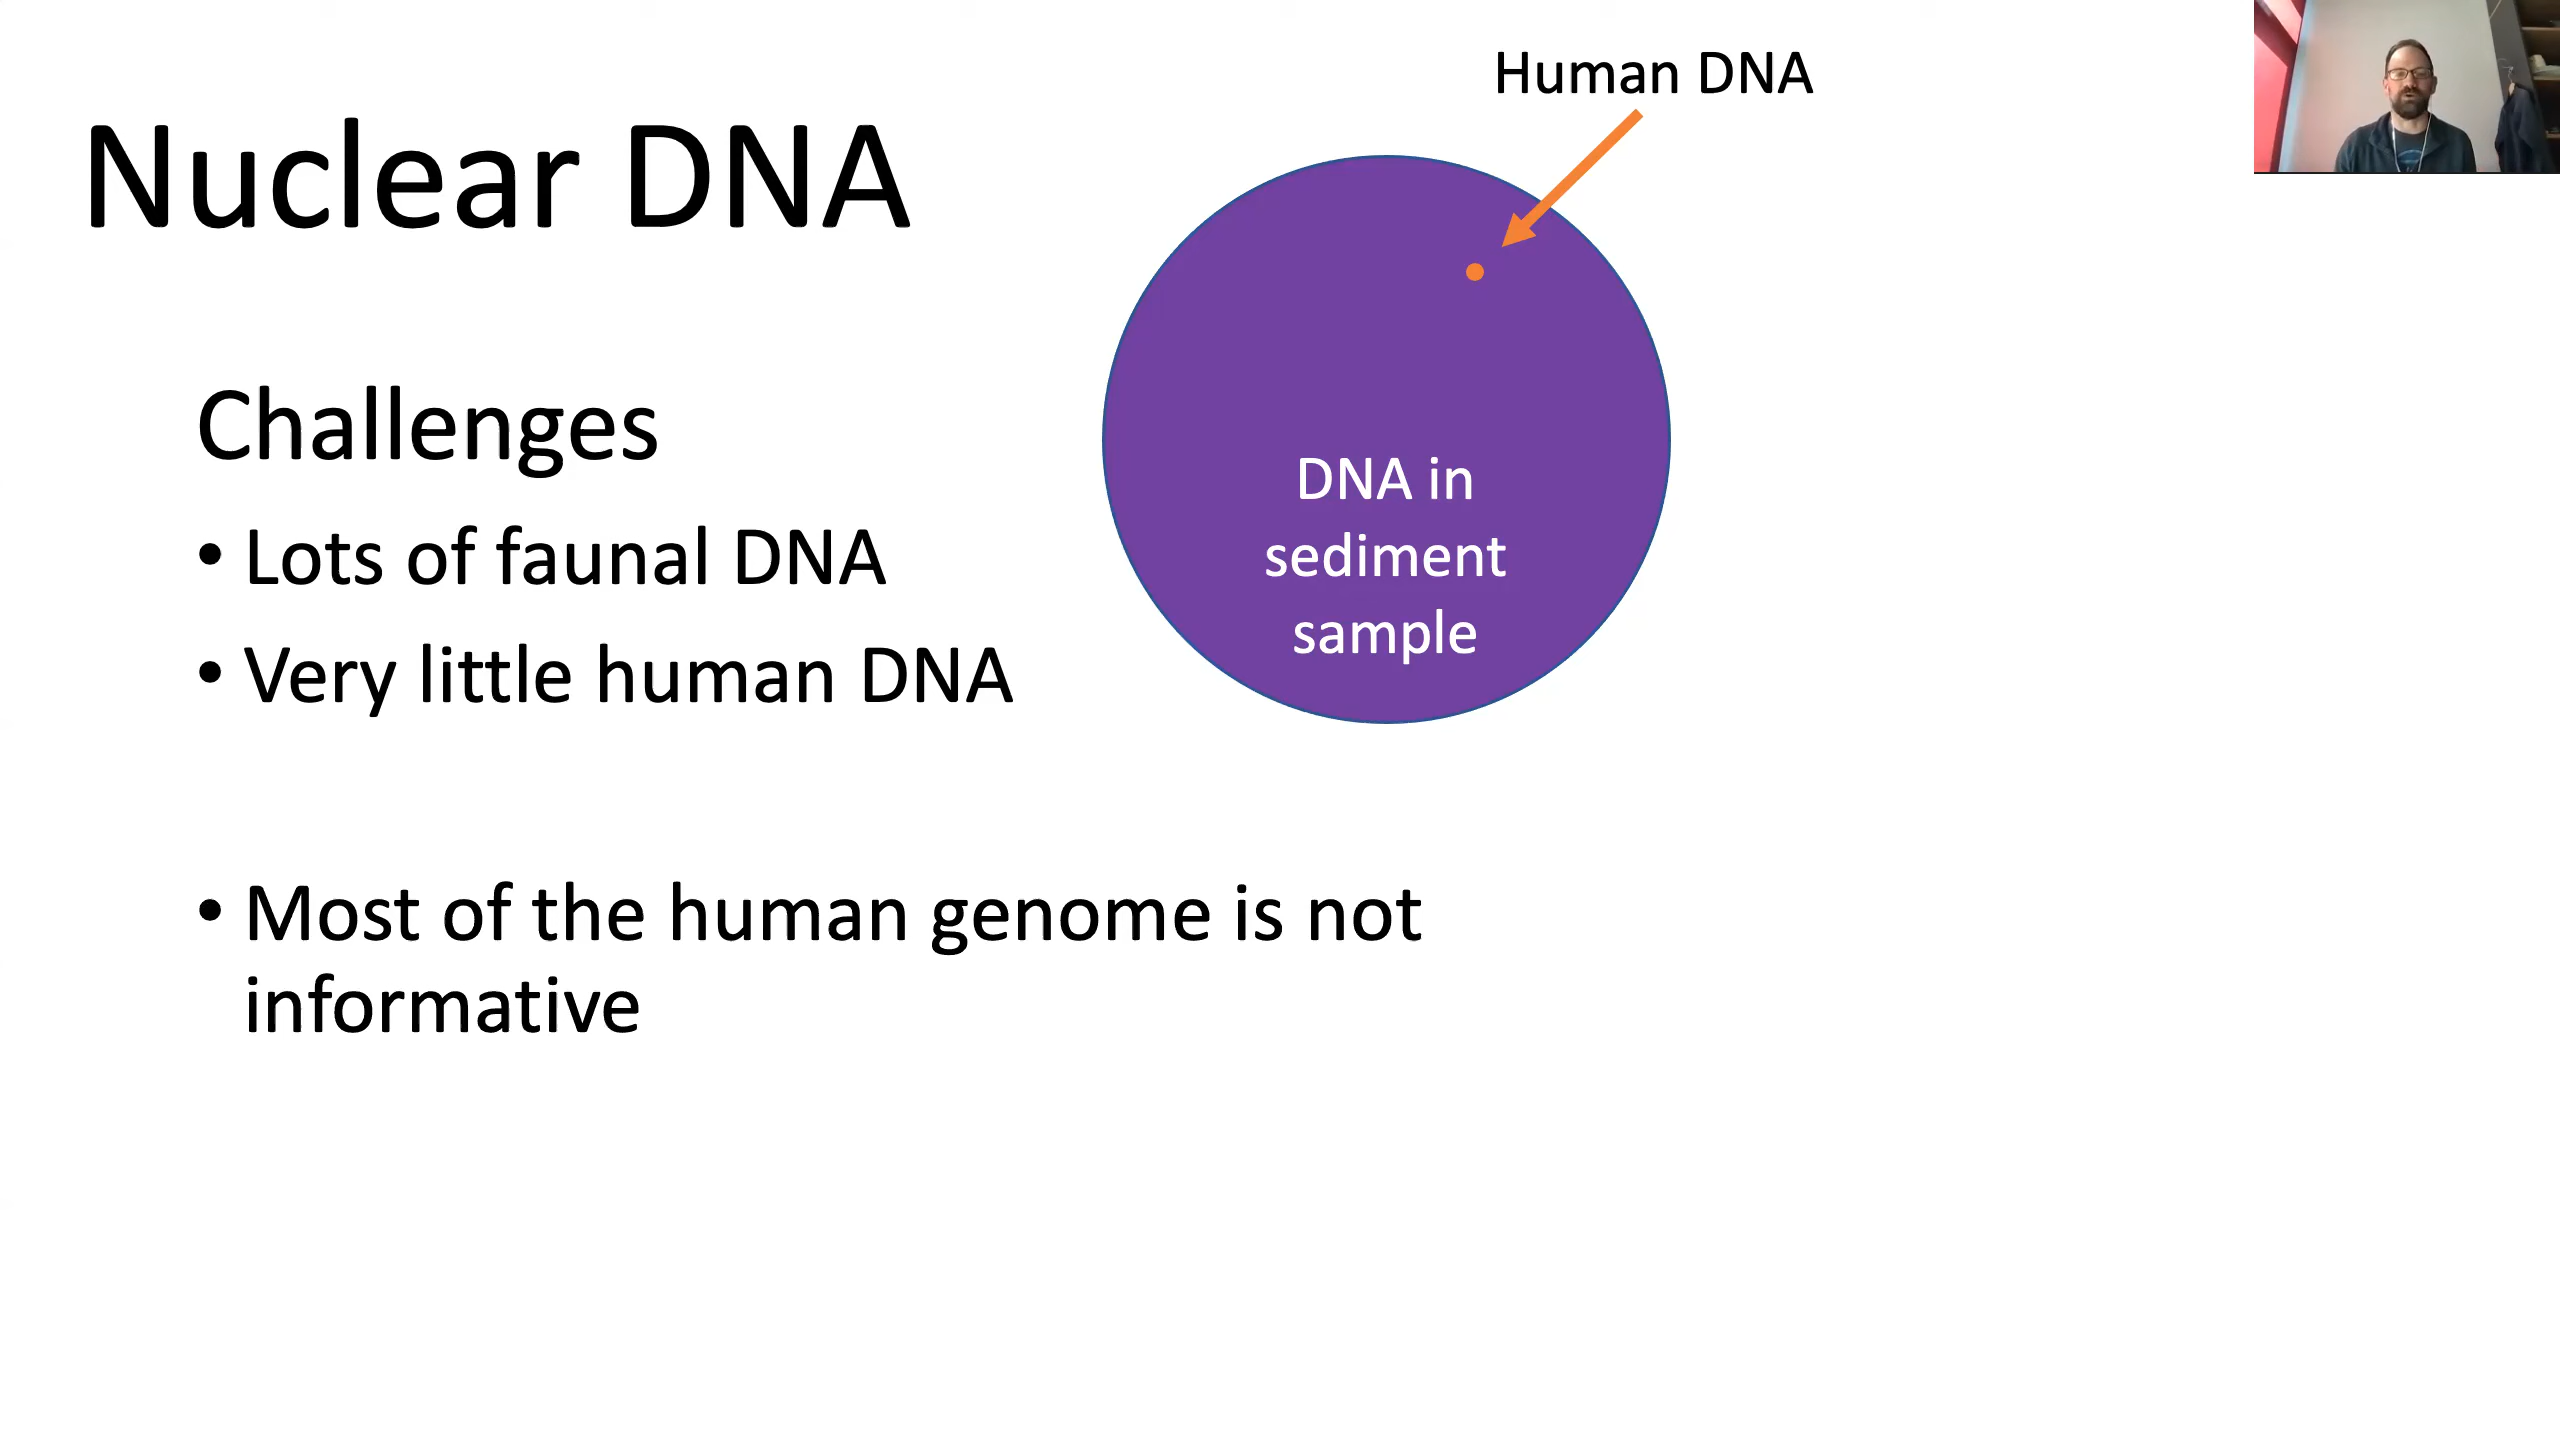 Nuclear DNA
Human DNA
DNA in
sediment
sample
Challenges
• Lots of faunal DNA
• Very little human DNA
• Most of the human genome is not
informative